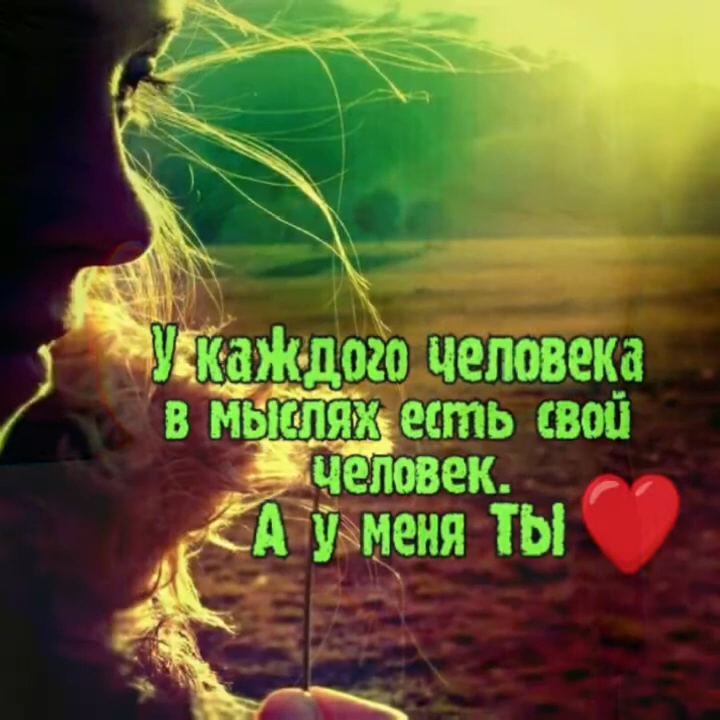 У каждого человека
в мыслях есть свой
человек.
А у меня ТЫ